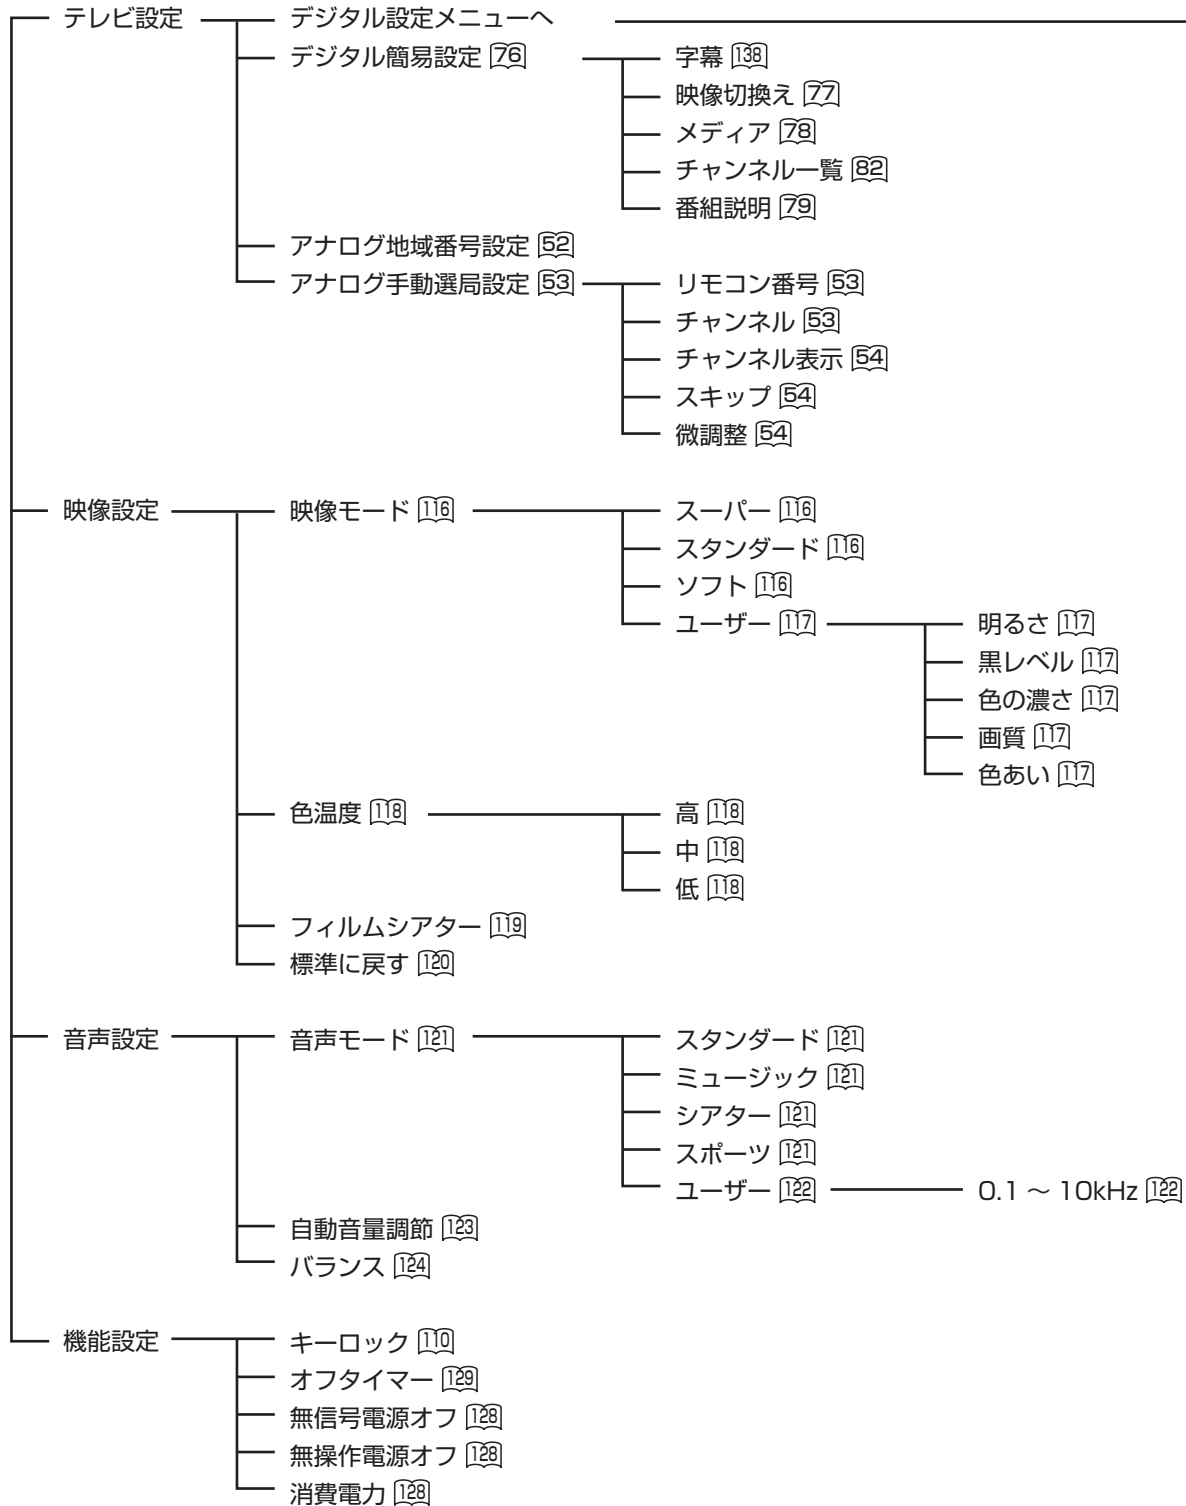 テレビ設定 デジタル設定メニューへ
デジタル簡易設定 76 字幕 138
映像切換え 77
メディア 78
チャンネル一覧 82
番組説明 79
アナログ地域番号設定 52
アナログ手動選局設定 53 リモコン番号 53
チャンネル 53
チャンネル表示 54
スキップ 54
微調整 54
映像設定 映像モード 116 スーパー 116
スタンダード 116
ソフト 116
ユーザー 117 明るさ 117
黒レベル 117
色の濃さ 117
画質 117
色あい 117
色温度 118 高 118
中 118
低 118
フィルムシアター 119
標準に戻す 120
音声設定 音声モード 121 スタンダード 121
ミュージック 121
シアター 121
スポーツ 121
ユーザー 122 0.1 ～ 10kHz 122
自動音量調節 123
バランス 124
機能設定 キーロック 110
オフタイマー 129
無信号電源オフ 128
無操作電源オフ 128
消費電力 128